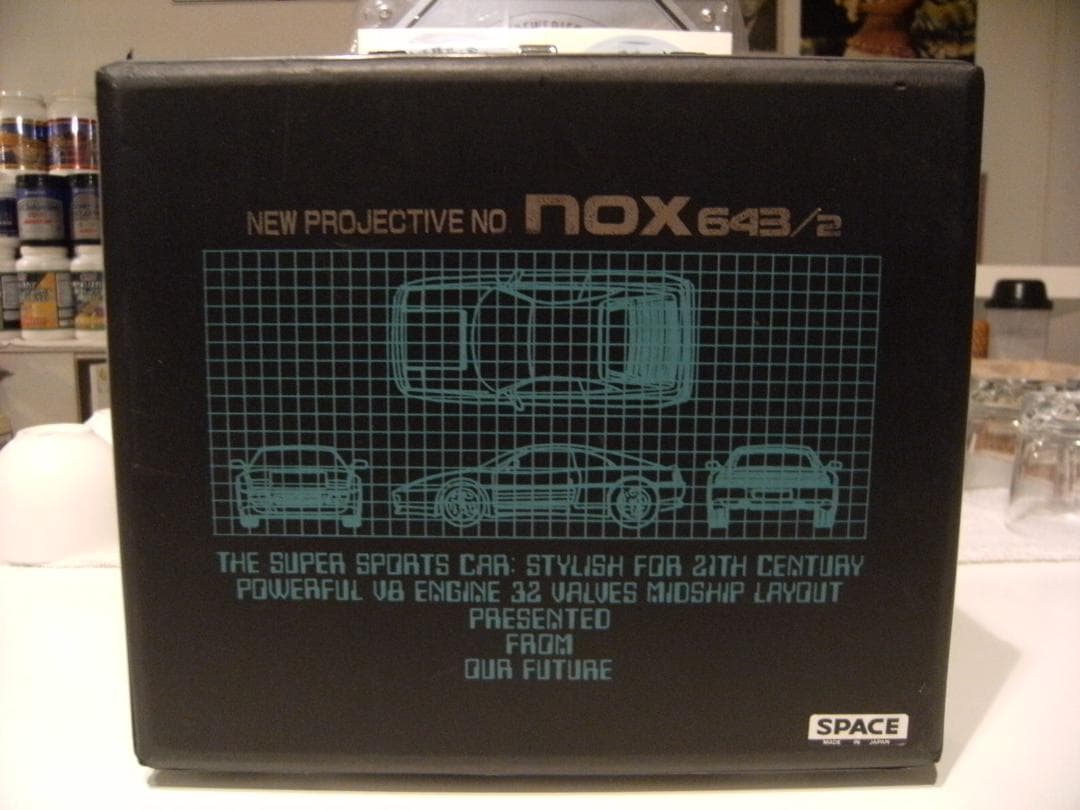 NEW PROJECTIVE NO nox 643/2
THE SUPER SPORTS CAR: STYLISH FOR 21TH CENTURY
POWERFUL V8 ENGINE 32 VALVES MIDSHIP LAYOUT
PRESENTED
FROM
OUR FUTURE
SPACE
MADE IN JAPAN